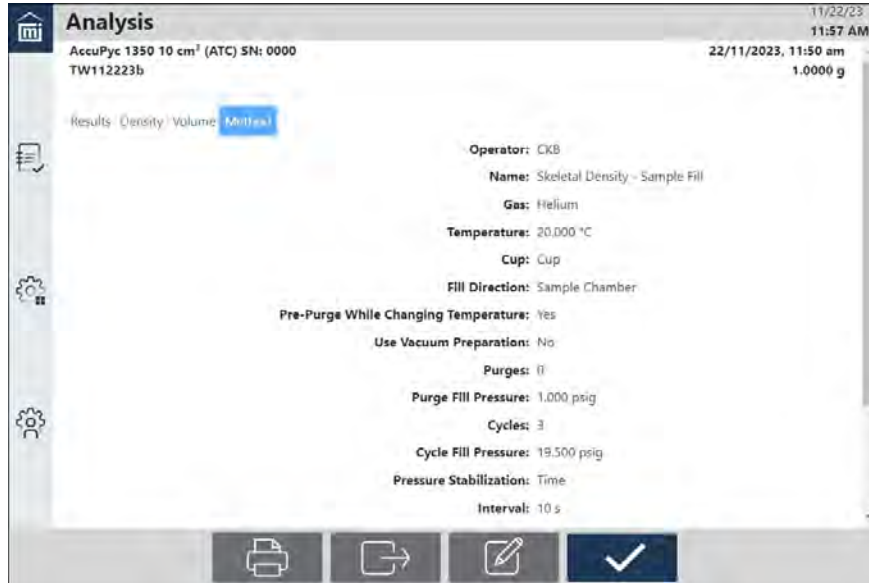 mi
Analysis
11/22/23
11:57 AM
AccuPyc 1350 10 cm³ (ATC) SN: 0000
22/11/2023, 11:50 am
TW112223b
1.0000 g
Results Density Volume Method
Operator: CKB
Name: Skeletal Density - Sample Fill
Gas: Helium
Temperature: 20.000 °C
Cup: Cup
Fill Direction: Sample Chamber
Pre-Purge While Changing Temperature: Yes
Use Vacuum Preparation: No
Purges: 0
Purge Fill Pressure: 1.000 psig
Cycles: 3
Cycle Fill Pressure: 19.500 psig
Pressure Stabilization: Time
Interval: 10 s